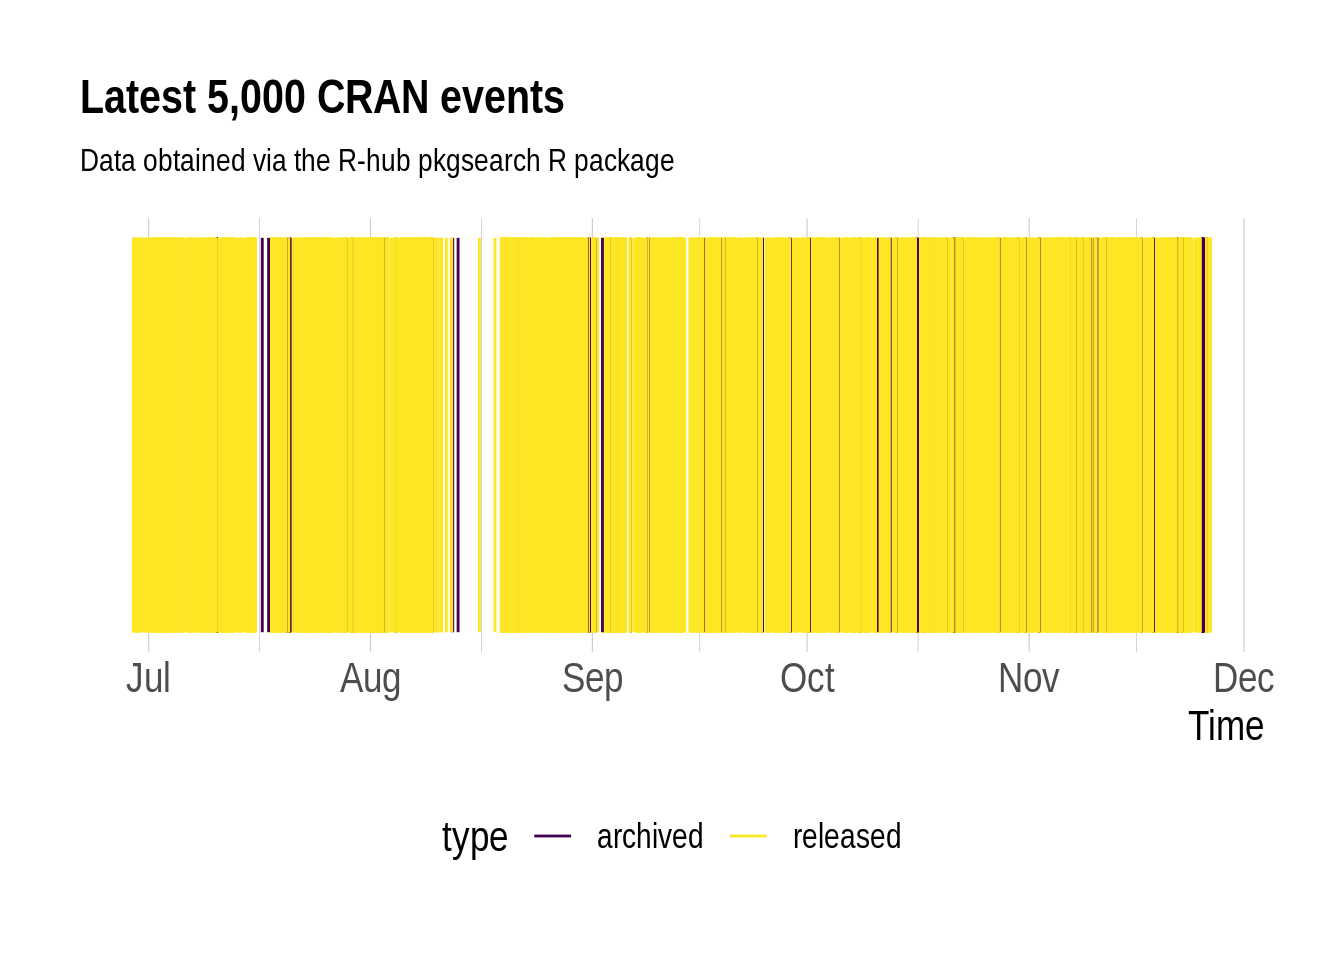 Latest 5,000 CRAN events
Data obtained via the R-hub pkgsearch R package
Jul Aug Sep Oct Nov Dec
Time
type archived released